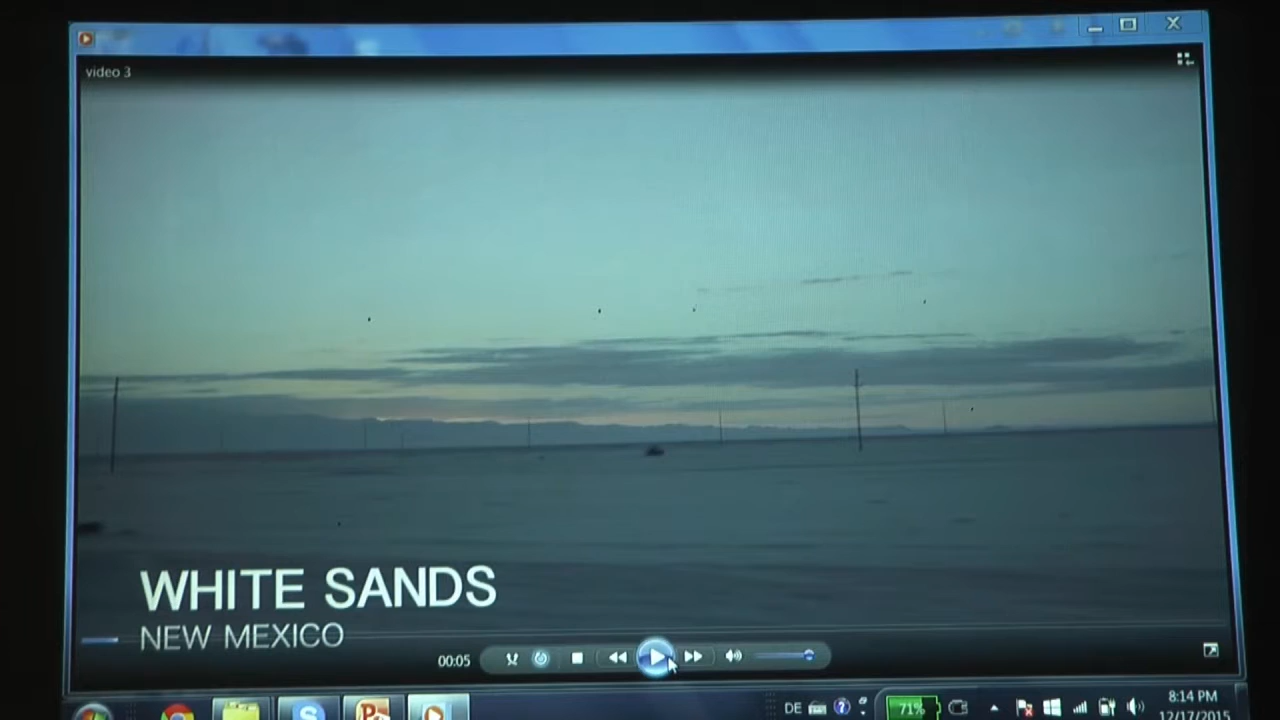 video 3
WHITE SANDS
NEW MEXICO
00:05
DE
71%
8:14 PM
12/17/2015